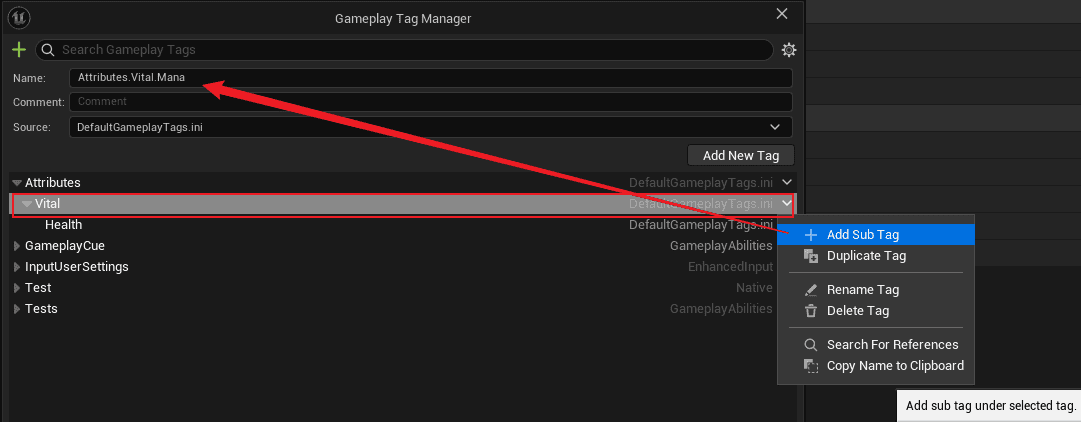 Gameplay Tag Manager
Search Gameplay Tags
Name: Attributes.Vital.Mana
Comment: Comment
Source: DefaultGameplayTags.ini
Add New Tag
Attributes DefaultGameplayTags.ini
Vital DefaultGameplayTags.ini
Health DefaultGameplayTags.ini
GameplayCue GameplayAbilities
InputUserSettings EnhancedInput
Test Native
Tests GameplayAbilities
Add Sub Tag
Duplicate Tag
Rename Tag
Delete Tag
Search For References
Copy Name to Clipboard
Add sub tag under selected tag.